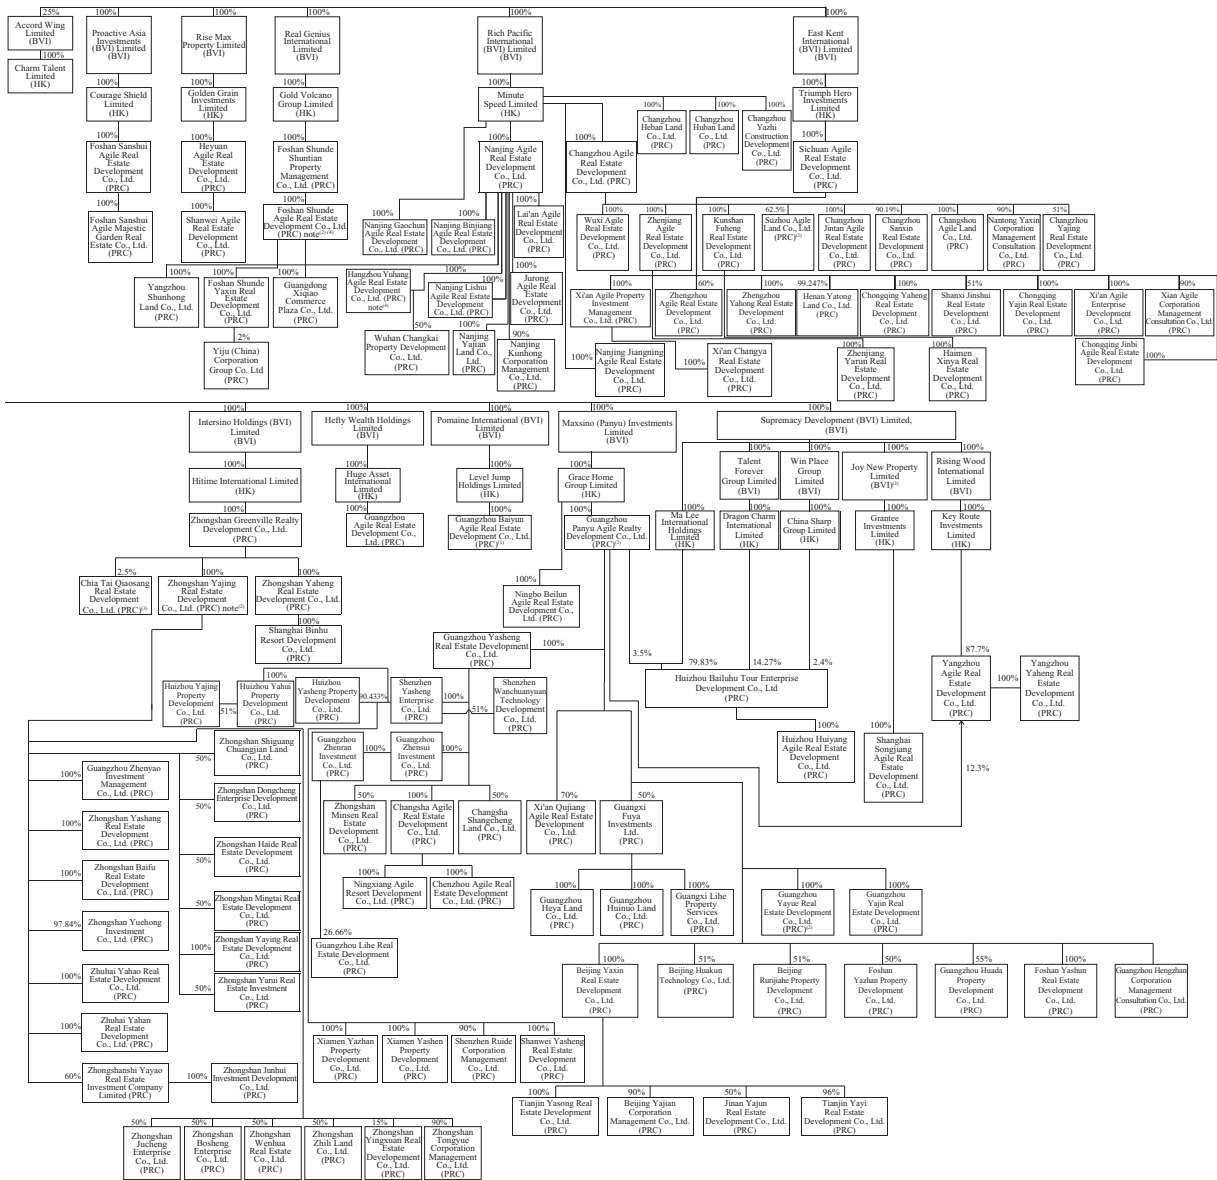 25%
Accord Wing
Limited
(BVI)
100%
Charm Talent
Limited
(HK)
100%
Proactive Asia
Investments
(BVI) Limited
(BVI)
100%
Courage Shield
Limited
(HK)
100%
Foshan Sanshui
Agile Real
Estate
Development
Co., Ltd. (PRC)
100%
Foshan Sanshui
Agile Majestic
Garden Real
Estate Co., Ltd.
(PRC)
100%
Rise Max
Property Limited
(BVI)
100%
Golden Grain
Investments
Limited
(HK)
100%
Heyuan
Agile Real
Estate
Development
Co., Ltd.
(PRC)
100%
Shanwei Agile
Real Estate
Development
Co., Ltd.
(PRC)
100%
Real Genius
International
Limited
(BVI)
100%
Gold Volcano
Group Limited
(HK)
100%
Foshan Shunde
Shuntian
Property
Management
Co., Ltd. (PRC)
100%
Foshan Shunde
Agile Real Estate
Development Co., Ltd.
(PRC) note(2) (4)
100%
Yangzhou
Shunhong
Land Co., Ltd.
(PRC)
100%
Foshan Shunde
Yaxin Real
Estate
Development
Co., Ltd.
(PRC)
100%
Guangdong
Xiqiao
Commerce
Plaza Co., Ltd.
(PRC)
2%
Yiju (China)
Corporation
Group Co. Ltd
(PRC)
100%
Rich Pacific
International
(BVI) Limited
(BVI)
100%
Minute
Speed Limited
(HK)
100%
Nanjing Agile
Real Estate
Development
Co., Ltd.
(PRC)
100%
Nanjing Gaochun
Agile Real Estate
Development
Co., Ltd. (PRC)
100%
Nanjing Binjiang
Agile Real Estate
Development Co.,
Ltd. (PRC)
100%
Lai'an Agile
Real Estate
Development
Co., Ltd.
(PRC)
100%
Hangzhou Yuhang
Agile Real Estate
Development
Co., Ltd. (PRC)
note(4)
100%
Nanjing Lishui
Agile Real Estate
Development
Co., Ltd. (PRC)
100%
Jurong
Agile Real
Estate
Development
Co., Ltd.
(PRC)
50%
Wuhan Changkai
Property Development
Co., Ltd.
(PRC)
100%
Nanjing
Yajian
Land Co.,
Ltd.
(PRC)
90%
Nanjing
Kunhong
Corporation
Management
Co., Ltd.
(PRC)
100%
Changzhou Agile
Real Estate
Development
Co., Ltd. (PRC)
100%
Changzhou
Heban Land
Co., Ltd.
(PRC)
100%
Changzhou
Huban Land
Co., Ltd.
(PRC)
100%
Changzhou
Yazhi
Construction
Development
Co., Ltd.
(PRC)
100%
East Kent
International
(BVI) Limited
(BVI)
100%
Triumph Hero
Investments
Limited
(HK)
100%
Sichuan Agile
Real Estate
Development
Co., Ltd.
(PRC)
100%
Wuxi Agile
Real Estate
Development
Co., Ltd.
(PRC)
100%
Zhenjiang
Agile Real
Estate
Development
Co., Ltd.
(PRC)
100%
Kunshan
Fuheng
Real Estate
Development
Co., Ltd.
(PRC)
62.5%
Suzhou Agile
Land Co., Ltd.
(PRC)(2)
100%
Changzhou
Jintan Agile
Real Estate
Development
Co., Ltd.
(PRC)
90.19%
Changzhou
Sanxin
Real Estate
Development
Co., Ltd.
(PRC)
100%
Changshou
Agile Land
Co., Ltd.
(PRC)
90%
Nantong Yaxin
Corporation
Management
Consultation
Co., Ltd.
(PRC)
51%
Changzhou
Yajing
Real Estate
Development
Co., Ltd.
(PRC)
100%
Xi'an Agile Property
Investment
Management
Co., Ltd. (PRC)
60%
Zhengzhou
Agile Real Estate
Development
Co., Ltd.
(PRC)
100%
Zhengzhou
Yahong Real
Estate
Development
Co., Ltd.
(PRC)
99.247%
Henan Yatong
Land Co., Ltd.
(PRC)
100%
Chongqing Yaheng
Real Estate
Development
Co., Ltd.
(PRC)
51%
Shanxi Jinshui
Real Estate
Development
Co., Ltd.
(PRC)
100%
Chongqing
Yajin Real Estate
Development
Co., Ltd.
(PRC)
100%
Xi'an Agile
Enterprise
Development
Co., Ltd.
(PRC)
90%
Xian Agile
Corporation
Management
Consultation Co., Ltd.
(PRC)
100%
Nanjing Jiangning
Agile Real Estate
Development
Co., Ltd.
(PRC)
100%
Xi'an Changya
Real Estate
Development
Co., Ltd.
(PRC)
100%
Zhenjiang
Yarun Real
Estate
Development
Co., Ltd.
(PRC)
100%
Haimen
Xinya Real
Estate
Development
Co., Ltd.
(PRC)
Chongqing Jinbi
Agile Real Estate
Development
Co., Ltd.
(PRC)
100%
100%
Intersino Holdings (BVI)
Limited
(BVI)
100%
Hitime International Limited
(HK)
100%
Zhongshan Greenville Realty
Development Co., Ltd.
(PRC)
2.5%
Chia Tai Qiaosang
Real Estate
Development
Co., Ltd. (PRC)(3)
100%
Zhongshan Yajing
Real Estate
Development
Co., Ltd. (PRC) note(2)
100%
Zhongshan Yaheng
Real Estate
Development Co., Ltd.
(PRC)
100%
Shanghai Binhu
Resort Development
Co., Ltd.
(PRC)
100%
Hefty Wealth Holdings
Limited
(BVI)
100%
Huge Asset
International
Limited
(HK)
100%
Guangzhou
Agile Real Estate
Development
Co., Ltd. (PRC)
100%
Pomaine International (BVI)
Limited
(BVI)
100%
Level Jump
Holdings Limited
(HK)
100%
Guangzhou Baiyun
Agile Real Estate
Development Co., Ltd.
(PRC)(1)
100%
Maxsino (Panyu) Investments
Limited
(BVI)
100%
Grace Home
Group Limited
(HK)
100%
Guangzhou
Panyu Agile Realty
Development Co., Ltd.
(PRC)(2)
100%
Ningbo Beilun
Agile Real Estate
Development Co.,
Ltd. (PRC)
100%
Supremacy Development (BVI) Limited,
(BVI)
100%
Ma Lee
International
Holdings
Limited
(HK)
100%
Talent
Forever
Group Limited
(BVI)
100%
Dragon Charm
International
Limited
(HK)
100%
Win Place
Group
Limited
(BVI)
100%
China Sharp
Group Limited
(HK)
100%
Joy New Property
Limited
100%
Grantee
Investments
Limited
(HK)
100%
Rising Wood
International
Limited
(BVI)
100%
Key Route
Investments
Limited
(HK)
3.5%
79.83%
14.27%
2.4%
Huizhou Bailuhu Tour Enterprise
Development Co., Ltd
(PRC)
100%
Huizhou Huiyang
Agile Real Estate
Development
Co., Ltd.
(PRC)
100%
Shanghai
Songjiang
Agile Real
Estate
Development
Co., Ltd.
(PRC)
87.7%
Yangzhou
Agile Real
Estate
Development
Co., Ltd.
(PRC)
100%
Yangzhou
Yaheng Real
Estate
Development
Co., Ltd.
(PRC)
12.3%
Guangzhou Yasheng
Real Estate Development
Co., Ltd.
(PRC)
100%
Huizhou Yajing
Property
Development
Co., Ltd.
(PRC)
51%
100%
Huizhou Yahui
Property
Development
Co., Ltd.
(PRC)
Huizhou
Yasheng Property
Development
Co., Ltd.
(PRC)
90.433%
Shenzhen
Yasheng
Enterprise
Co., Ltd.
(PRC)
100%
51%
Shenzhen
Wanchuanyuan
Technology
Development
Co., Ltd.
(PRC)
Guangzhou
Zhenran
Investment
Co., Ltd.
(PRC)
100%
Guangzhou
Zhensui
Investment
Co., Ltd.
(PRC)
100%
50%
Zhongshan
Minsen Real
Estate
Development
Co., Ltd.
(PRC)
100%
Changsha Agile
Real Estate
Development
Co., Ltd.
(PRC)
50%
Changsha
Shangcheng
Land Co., Ltd.
(PRC)
70%
Xi'an Qujiang
Agile Real Estate
Development
Co., Ltd.
(PRC)
50%
Guangxi
Fuya
Investments
Ltd.
(PRC)
100%
Ningxiang Agile
Resort Development
Co., Ltd. (PRC)
100%
Chenzhou Agile Real
Estate Development
Co., Ltd.
(PRC)
100%
Guangzhou
Heya Land
Co., Ltd.
(PRC)
100%
Guangzhou
Huinuo Land
Co., Ltd.
(PRC)
100%
Guangxi Lihe
Property
Services
Co., Ltd.
(PRC)
100%
Guangzhou
Yayue Real
Estate
Development
Co., Ltd.
(PRC)(2)
100%
Guangzhou
Yajin Real
Estate
Development
Co., Ltd.
(PRC)
26.66%
Guangzhou Lihe Real
Estate Development
Co., Ltd.
(PRC)
50%
Zhongshan Shiguang
Chuangjian Land
Co., Ltd.
(PRC)
50%
Zhongshan Dongcheng
Enterprise Development
Co., Ltd.
(PRC)
50%
Zhongshan Haide Real
Estate Development
Co., Ltd.
(PRC)
50%
Zhongshan Mingtai Real
Estate Development
Co., Ltd.
(PRC)
100%
Zhongshan Yaying Real
Estate Development
Co., Ltd.
(PRC)
50%
Zhongshan Yarui Real
Estate Investment
Co., Ltd.
(PRC)
100%
Guangzhou Zhenyao
Investment
Management
Co., Ltd. (PRC)
100%
Zhongshan Yashang
Real Estate
Development
Co., Ltd. (PRC)
100%
Zhongshan Baifu
Real Estate
Development
Co., Ltd. (PRC)
97.84%
Zhongshan Yuehong
Investment
Co., Ltd. (PRC)
100%
Zhuhai Yahao Real
Estate Development
Co., Ltd.
(PRC)
100%
Zhuhai Yahan
Real Estate
Development
Co., Ltd. (PRC)
60%
Zhongshanshi Yayao
Real Estate
Investment Company
Limited (PRC)
100%
Zhongshan Junhui
Investment Development
Co., Ltd.
(PRC)
100%
Xiamen Yazhan
Property
Development
Co., Ltd.
(PRC)
100%
Xiamen Yashen
Property
Development
Co., Ltd.
(PRC)
90%
Shenzhen Ruide
Corporation
Management
Co., Ltd.
(PRC)
100%
Shanwei Yasheng
Real Estate
Development
Co., Ltd.
(PRC)
100%
Beijing Yaxin
Real Estate
Development
Co., Ltd.
(PRC)
51%
Beijing Huakun
Technology Co., Ltd.
(PRC)
51%
Beijing
Rurijiahe Property
Development
Co., Ltd.
(PRC)
50%
Foshan
Yazhan Property
Development
Co., Ltd.
(PRC)
55%
Guangzhou Huada
Property
Development
Co., Ltd.
(PRC)
100%
Foshan Yashun
Real Estate
Development
Co., Ltd.
(PRC)
Guangzhou Hengzhan
Corporation
Management
Consultation Co., Ltd.
(PRC)
100%
Tianjin Yasong Real
Estate Development
Co., Ltd.
(PRC)
90%
Beijing Yajian
Corporation
Management Co., Ltd.
(PRC)
50%
Jinan Yajun
Real Estate
Development
Co., Ltd.
(PRC)
96%
Tianjin Yayi
Real Estate
Development
Co., Ltd.
(PRC)
50%
Zhongshan
Jucheng
Enterprise
Co., Ltd.
(PRC)
50%
Zhongshan
Bosheng
Enterprise
Co., Ltd.
(PRC)
50%
Zhongshan
Wenhua
Real Estate
Co., Ltd.
(PRC)
50%
Zhongshan
Zhili Land
Co., Ltd.
(PRC)
15%
Zhongshan
Yingxuan Real
Estate
Developement
Co., Ltd.
(PRC)
90%
Zhongshan
Tongyue
Corporation
Management
Co., Ltd.
(PRC)